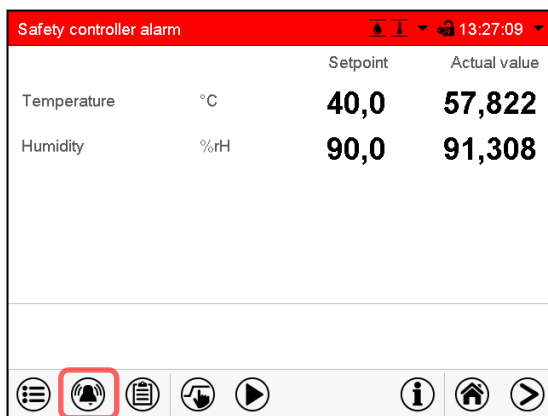 Safety controller alarm 13:27:09
Setpoint Actual value
Temperature °C 40,0 57,822
Humidity %rH 90,0 91,308